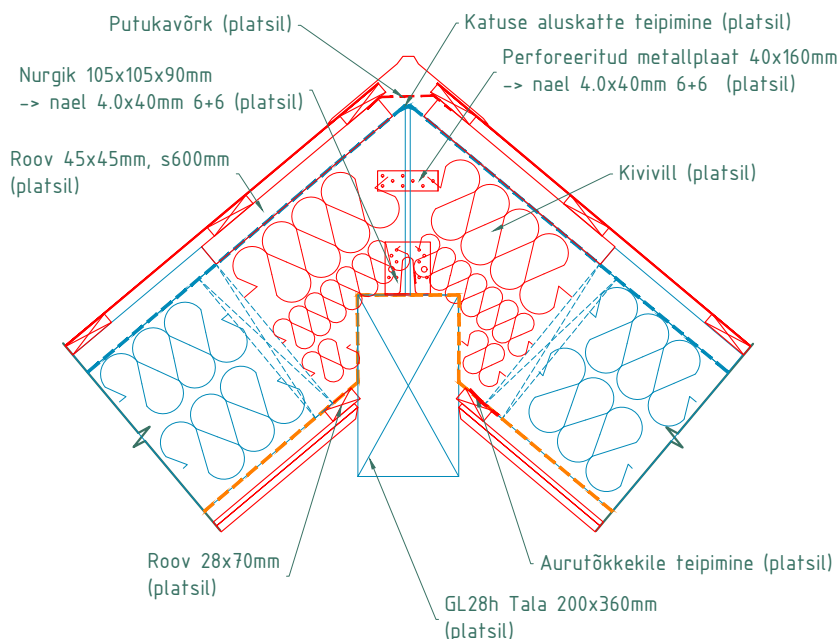 Putukavõrk (platsil)
Katuse aluskatte teipimine (platsil)
Nurgik 105x105x90mm
-> nael 4.0x40mm 6+6 (platsil)
Perforeeritud metallplaat 40x160mm
-> nael 4.0x40mm 6+6 (platsil)
Roov 45x45mm, s600mm
(platsil)
Kivivill (platsil)
Roov 28x70mm
(platsil)
Aurutõkkekile teipimine (platsil)
GL28h Tala 200x360mm
(platsil)